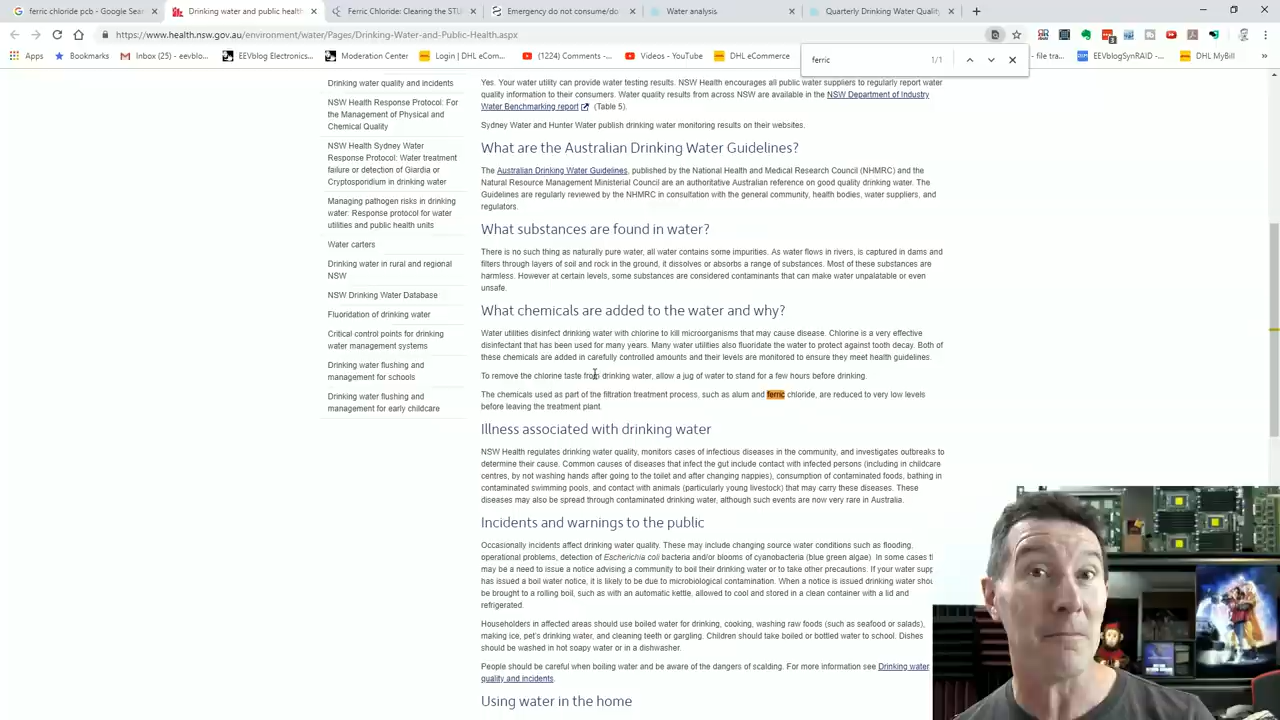 ferric chloride pcb - Google Sear
Drinking water and public health
Ferric Chloride: Clearing the STU
Emergency do not consume/do
Water analysis
Quarterly Drinking Water Quality
https://www.health.nsw.gov.au/environment/water/Pages/Drinking-Water-and-Public-Health.aspx
Apps
Bookmarks
Inbox (25) - eevblo
EEVblog Electronics...
Moderation Center
Login | DHL eCom...
(1224) Comments -...
Videos - YouTube
DHL eCommerce
- file tra...
EEVblogSynRAID -...
DHL MyBill
ferric
1/1
Drinking water quality and incidents
NSW Health Response Protocol: For
the Management of Physical and
Chemical Quality
NSW Health Sydney Water
Response Protocol: Water treatment
failure or detection of Giardia or
Cryptosporidium in drinking water
Managing pathogen risks in drinking
water: Response protocol for water
utilities and public health units
Water carters
Drinking water in rural and regional
NSW
NSW Drinking Water Database
Fluoridation of drinking water
Critical control points for drinking
water management systems
Drinking water flushing and
management for schools
Drinking water flushing and
management for early childcare
Yes. Your water utility can provide water testing results. NSW Health encourages all public water suppliers to regularly report water
quality information to their consumers. Water quality results from across NSW are available in the NSW Department of Industry
Water Benchmarking report (Table 5).
Sydney Water and Hunter Water publish drinking water monitoring results on their websites.
What are the Australian Drinking Water Guidelines?
The Australian Drinking Water Guidelines, published by the National Health and Medical Research Council (NHMRC) and the
Natural Resource Management Ministerial Council are an authoritative Australian reference on good quality drinking water. The
Guidelines are regularly reviewed by the NHMRC in consultation with the general community, health bodies, water suppliers, and
regulators.
What substances are found in water?
There is no such thing as naturally pure water, all water contains some impurities. As water flows in rivers, is captured in dams and
filters through layers of soil and rock in the ground, it dissolves or absorbs a range of substances. Most of these substances are
harmless. However at certain levels, some substances are considered contaminants that can make water unpalatable or even
unsafe.
What chemicals are added to the water and why?
Water utilities disinfect drinking water with chlorine to kill microorganisms that may cause disease. Chlorine is a very effective
disinfectant that has been used for many years. Many water utilities also fluoridate the water to protect against tooth decay. Both of
these chemicals are added in carefully controlled amounts and their levels are monitored to ensure they meet health guidelines.
To remove the chlorine taste from drinking water, allow a jug of water to stand for a few hours before drinking.
The chemicals used as part of the filtration treatment process, such as alum and ferric chloride, are reduced to very low levels
before leaving the treatment plant.
Illness associated with drinking water
NSW Health regulates drinking water quality, monitors cases of infectious diseases in the community, and investigates outbreaks to
determine their cause. Common causes of diseases that infect the gut include contact with infected persons (including in childcare
centres, by not washing hands after going to the toilet and after changing nappies), consumption of contaminated foods, bathing in
contaminated swimming pools, and contact with animals (particularly young livestock) that may carry these diseases. These
diseases may also be spread through contaminated drinking water, although such events are now very rare in Australia.
Incidents and warnings to the public
Occasionally incidents affect drinking water quality. These may include changing source water conditions such as flooding,
operational problems, detection of Escherichia coli bacteria and/or blooms of cyanobacteria (blue green algae). In some cases t
may be a need to issue a notice advising a community to boil their drinking water or to take other precautions. If your water supp
has issued a boil water notice, it is likely to be due to microbiological contamination. When a notice is issued drinking water shou
be brought to a rolling boil, such as with an automatic kettle, allowed to cool and stored in a clean container with a lid and
refrigerated.
Householders in affected areas should use boiled water for drinking, cooking, washing raw foods (such as seafood or salads),
making ice, pet's drinking water, and cleaning teeth or gargling. Children should take boiled or bottled water to school. Dishes
should be washed in hot soapy water or in a dishwasher.
People should be careful when boiling water and be aware of the dangers of scalding. For more information see Drinking water
quality and incidents.
Using water in the home